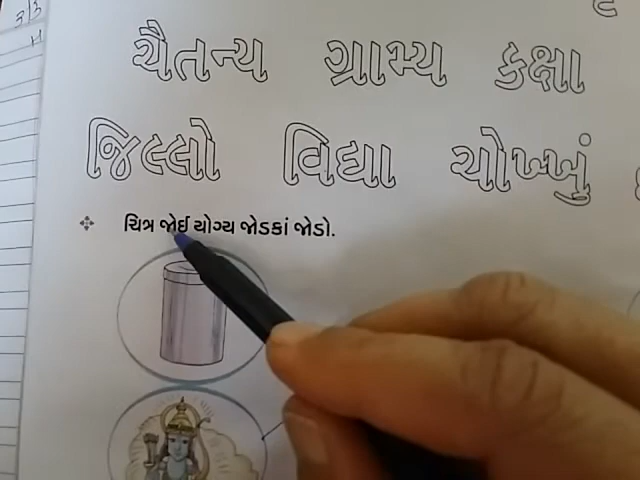 ચૈતન્ય ગ્રામ્ય કક્ષા
જિલ્લો વિદ્યા ચોખ્ખું
ચિત્ર જોઈ યોગ્ય જોડકાં જોડો.